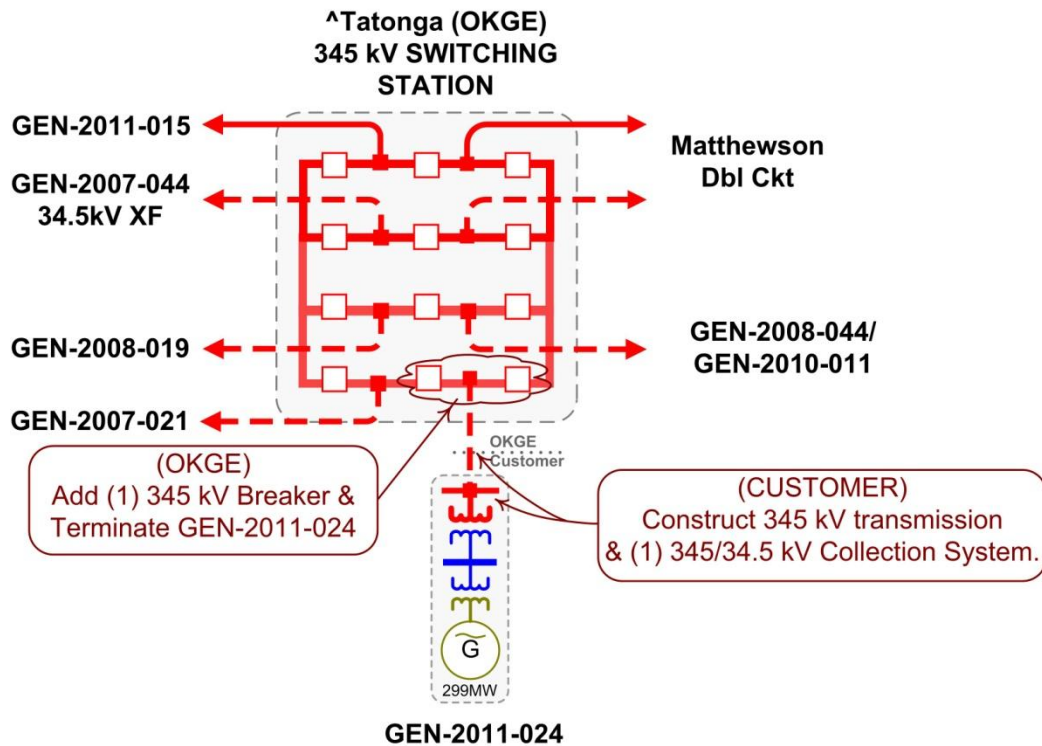 ^Tatonga (OKGE)
345 kV SWITCHING
STATION
GEN-2011-015
Matthewson
Dbl Ckt
GEN-2007-044
34.5kV XF
GEN-2008-019
GEN-2008-044/
GEN-2010-011
GEN-2007-021
OKGE
Customer
(OKGE)
Add (1) 345 kV Breaker &
Terminate GEN-2011-024
(CUSTOMER)
Construct 345 kV transmission
& (1) 345/34.5 kV Collection System.
G
299MW
GEN-2011-024